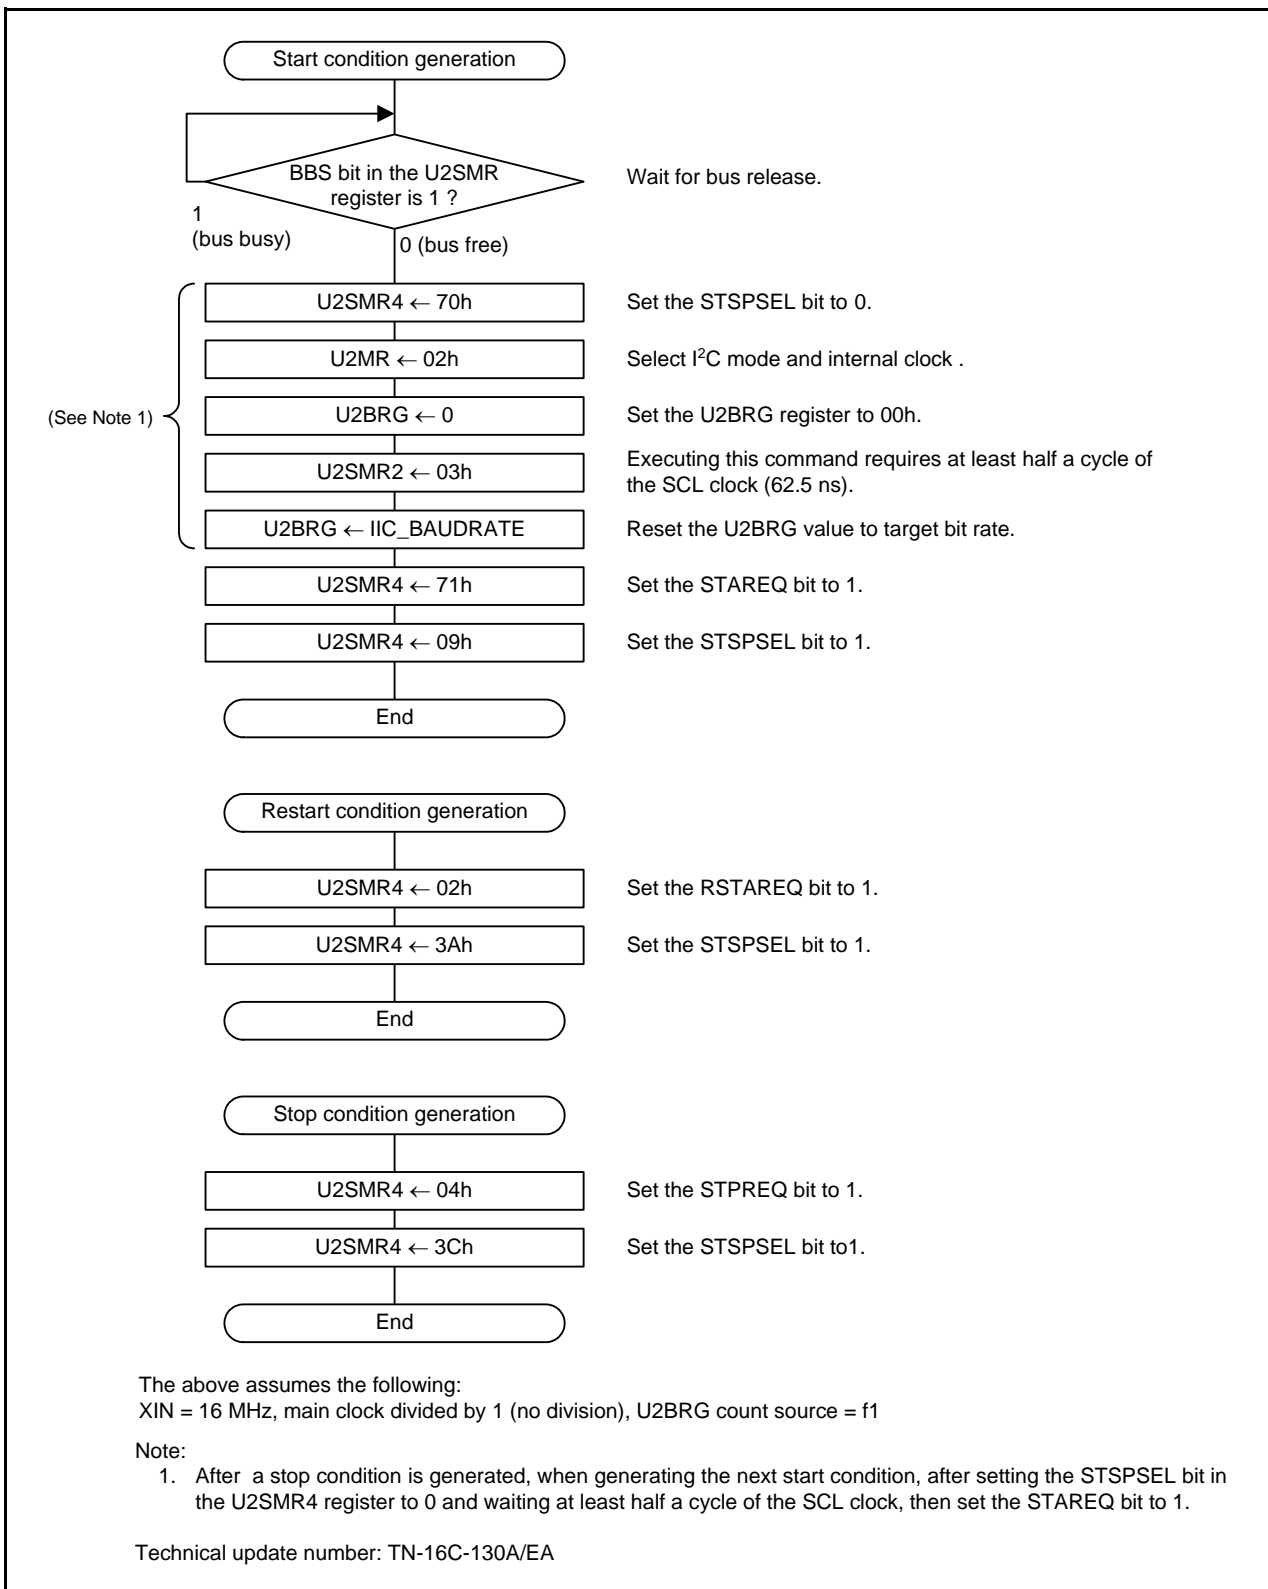 Start condition generation
BBS bit in the U2SMR
register is 1 ?
Wait for bus release.
1
(bus busy)
0 (bus free)
U2SMR4 ← 70h
Set the STSPSEL bit to 0.
U2MR ← 02h
Select I²C mode and internal clock .
(See Note 1)
U2BRG ← 0
Set the U2BRG register to 00h.
U2SMR2 ← 03h
Executing this command requires at least half a cycle of
the SCL clock (62.5 ns).
U2BRG ← IIC_BAUDRATE
Reset the U2BRG value to target bit rate.
U2SMR4 ← 71h
Set the STAREQ bit to 1.
U2SMR4 ← 09h
Set the STSPSEL bit to 1.
End
Restart condition generation
U2SMR4 ← 02h
Set the RSTAREQ bit to 1.
U2SMR4 ← 3Ah
Set the STSPSEL bit to 1.
End
Stop condition generation
U2SMR4 ← 04h
Set the STPREQ bit to 1.
U2SMR4 ← 3Ch
Set the STSPSEL bit to1.
End
The above assumes the following:
XIN = 16 MHz, main clock divided by 1 (no division), U2BRG count source = f1
Note:
1. After a stop condition is generated, when generating the next start condition, after setting the STSPSEL bit in
the U2SMR4 register to 0 and waiting at least half a cycle of the SCL clock, then set the STAREQ bit to 1.
Technical update number: TN-16C-130A/EA